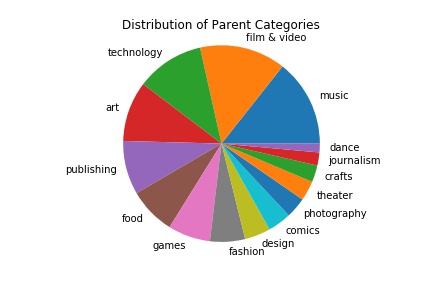 Distribution of Parent Categories
film & video
technology
music
art
dance
journalism
publishing
crafts
theater
photography
food
comics
design
games
fashion